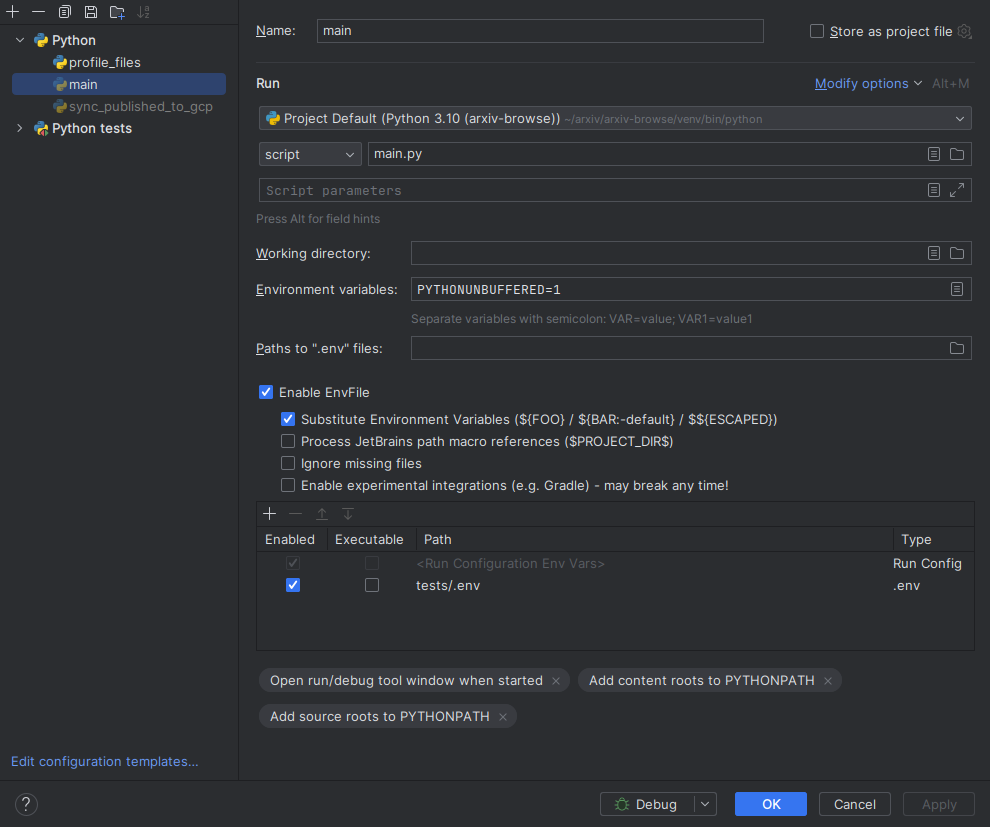 Python
profile_files
main
sync_published_to_gcp
Python tests
Edit configuration templates...
Name: main Store as project file
Run Modify options Alt+M
Project Default (Python 3.10 (arxiv-browse)) ~/arxiv/arxiv-browse/venv/bin/python
script main.py
Script parameters
Press Alt for field hints
Working directory:
Environment variables: PYTHONUNBUFFERED=1
Separate variables with semicolon: VAR=value; VAR1=value1
Paths to ".env" files:
Enable EnvFile
Substitute Environment Variables (${FOO} / ${BAR:-default} / $${ESCAPED})
Process JetBrains path macro references ($PROJECT_DIR$)
Ignore missing files
Enable experimental integrations (e.g. Gradle) - may break any time!
Enabled Executable Path Type
<Run Configuration Env Vars> Run Config
tests/.env .env
Open run/debug tool window when started × Add content roots to PYTHONPATH ×
Add source roots to PYTHONPATH ×
? Debug OK Cancel Apply